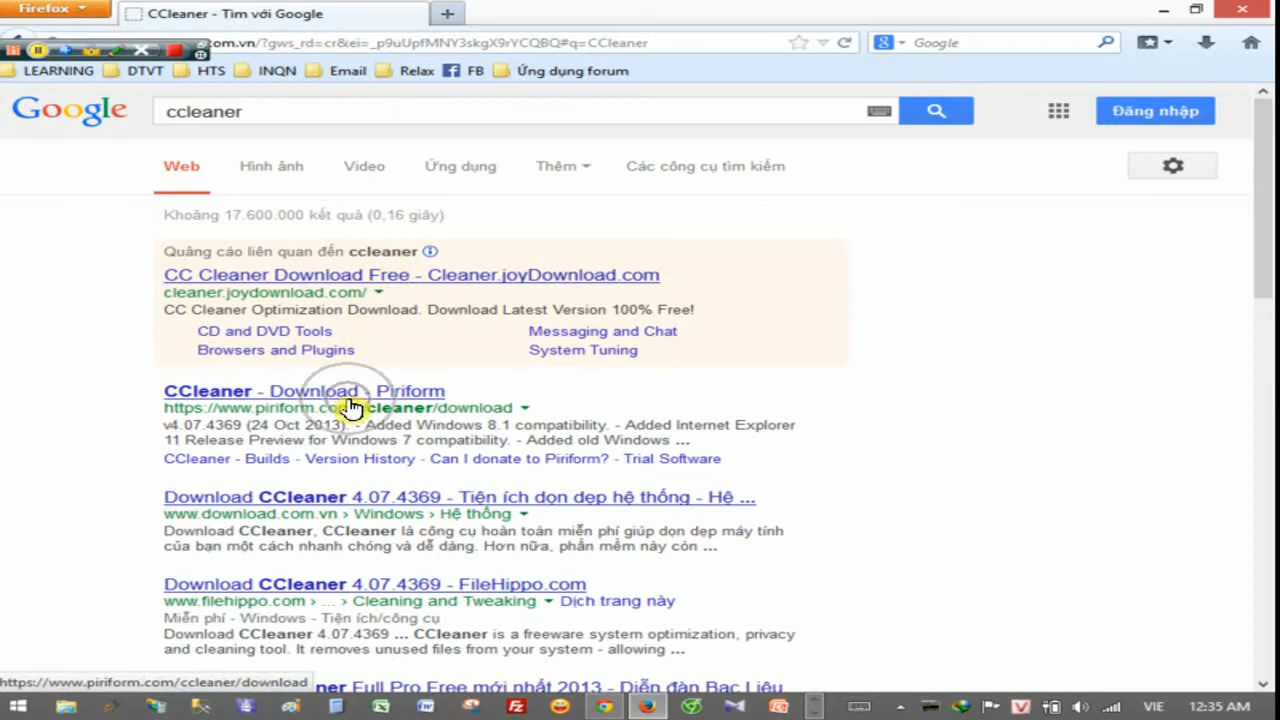 Firefox
CCleaner - Tìm với Google
com.vn/?gws_rd=cr&ei=_p9uUpfMNY3skgX9rYCQBQ#q=CCleaner
Google
LEARNING DTVT HTS INQN Email Relax FB Ứng dụng forum
Google ccleaner Đăng nhập
Web Hình ảnh Video Ứng dụng Thêm Các công cụ tìm kiếm
Khoảng 17.600.000 kết quả (0,16 giây)
Quảng cáo liên quan đến ccleaner
CC Cleaner Download Free - Cleaner.joyDownload.com
cleaner.joydownload.com/
CC Cleaner Optimization Download. Download Latest Version 100% Free!
CD and DVD Tools Messaging and Chat
Browsers and Plugins System Tuning
CCleaner - Download - Piriform
https://www.piriform.co cleaner/download
v4.07.4369 (24 Oct 2013). - Added Windows 8.1 compatibility. - Added Internet Explorer
11 Release Preview for Windows 7 compatibility. - Added old Windows ...
CCleaner - Builds - Version History - Can I donate to Piriform? - Trial Software
Download CCleaner 4.07.4369 - Tiện ích dọn dẹp hệ thống - Hệ ...
www.download.com.vn › Windows › Hệ thống
Download CCleaner, CCleaner là công cụ hoàn toàn miễn phí giúp dọn dẹp máy tính
của bạn một cách nhanh chóng và dễ dàng. Hơn nữa, phần mềm này còn ...
Download CCleaner 4.07.4369 - FileHippo.com
www.filehippo.com › ... › Cleaning and Tweaking Dịch trang này
Miễn phí - Windows - Tiện ích/công cụ
Download CCleaner 4.07.4369 ... CCleaner is a freeware system optimization, privacy
and cleaning tool. It removes unused files from your system - allowing ...
https://www.piriform.com/ccleaner/download
ner Full Pro Free mới nhất 2013 - Diễn đàn Bạc Liêu
VIE 12:35 AM